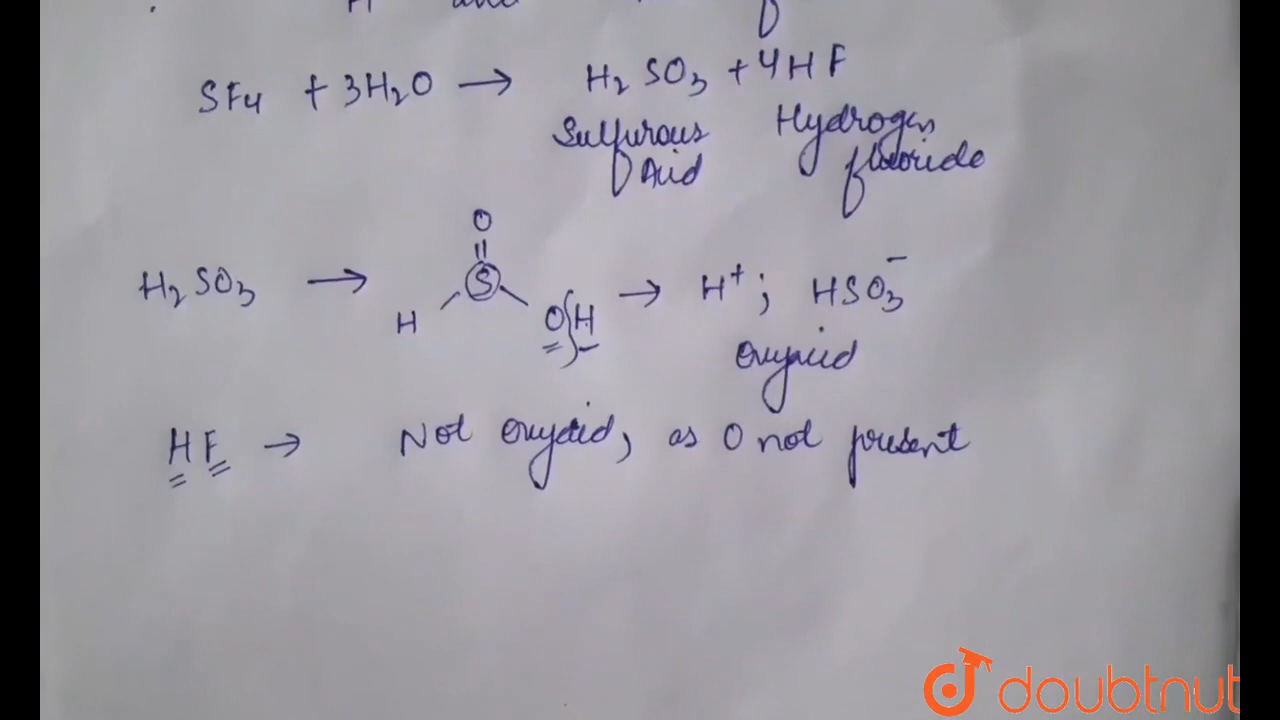 H and
SF4 + 3H₂O → H₂SO₃ + 4HF
Sulfurous Acid Hydrogen fluoride
O
||
H₂SO₃ → S → H⁺; HSO₃⁻
H OH
oxyacid
HF → Not oxyacid, as O not present
doubtnut